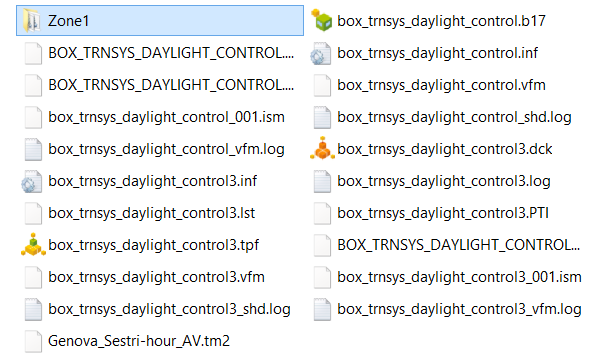 Zone1
box_trnsys_daylight_control.b17
BOX_TRNSYS_DAYLIGHT_CONTROL....
box_trnsys_daylight_control.inf
BOX_TRNSYS_DAYLIGHT_CONTROL....
box_trnsys_daylight_control.vfm
box_trnsys_daylight_control_001.ism
box_trnsys_daylight_control_shd.log
box_trnsys_daylight_control_vfm.log
box_trnsys_daylight_control3.dck
box_trnsys_daylight_control3.inf
box_trnsys_daylight_control3.log
box_trnsys_daylight_control3.lst
box_trnsys_daylight_control3.PTI
box_trnsys_daylight_control3.tpf
BOX_TRNSYS_DAYLIGHT_CONTROL...
box_trnsys_daylight_control3.vfm
box_trnsys_daylight_control3_001.ism
box_trnsys_daylight_control3_shd.log
box_trnsys_daylight_control3_vfm.log
Genova_Sestri-hour_AV.tm2